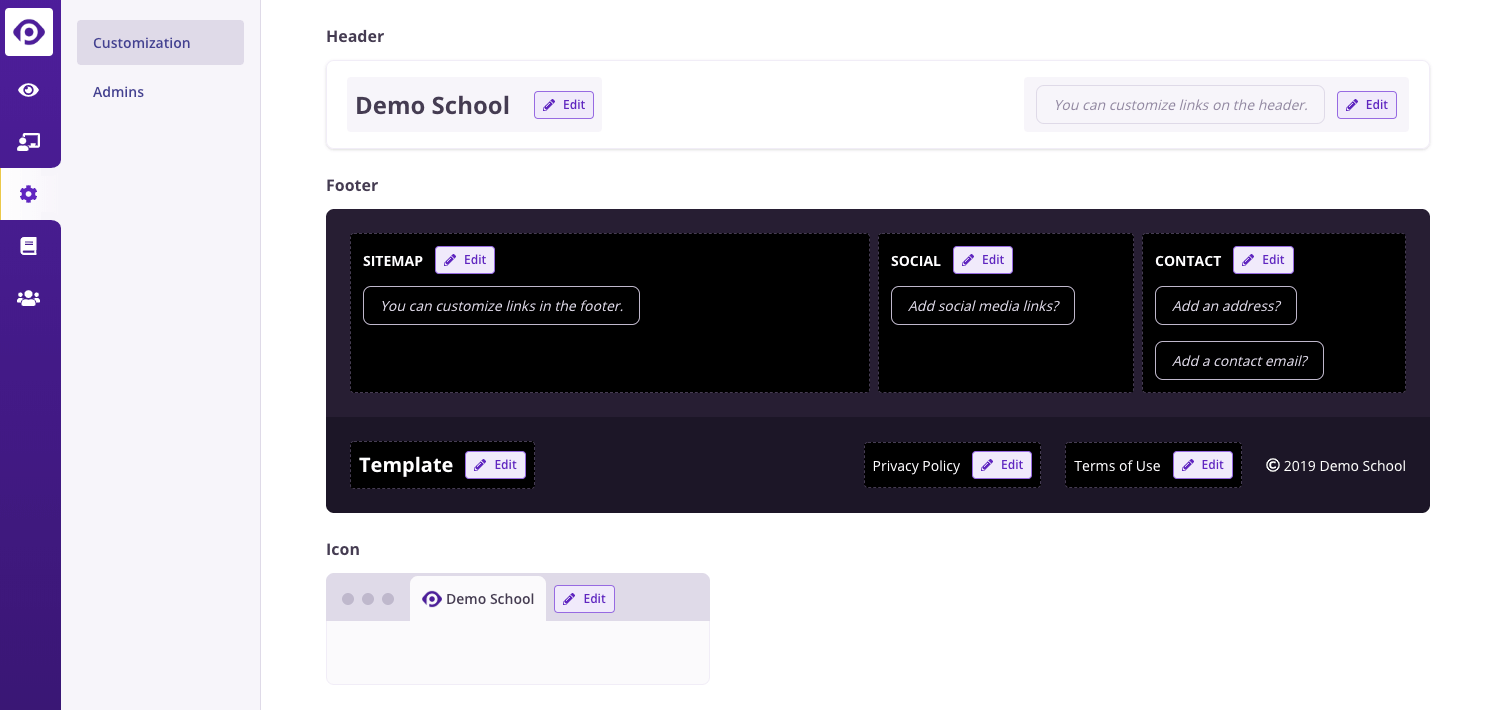 Customization
Admins
Header
Demo School Edit You can customize links on the header. Edit
Footer
SITEMAP Edit SOCIAL Edit CONTACT Edit
You can customize links in the footer. Add social media links? Add an address?
Add a contact email?
Template Edit Privacy Policy Edit Terms of Use Edit © 2019 Demo School
Icon
Demo School Edit